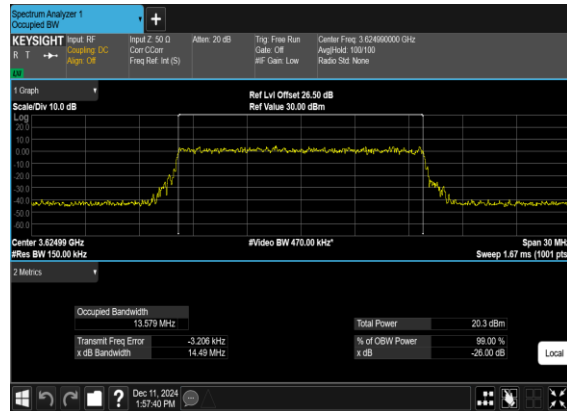 Spectrum Analyzer 1
Occupied BW
+
KEYSIGHT Input: RF Input Z: 50 Ω Atten: 20 dB Trig: Free Run Center Freq: 3.624990000 GHz
R T Coupling: DC Corr CCorr Gate: Off Avg|Hold: 100/100
Align: Off Freq Ref: Int (S) #IF Gain: Low Radio Std: None
1 Graph
Ref Lvl Offset 26.50 dB
Scale/Div 10.0 dB Ref Value 30.00 dBm
Log
20.0
10.0
0.00
-10.0
-20.0
-30.0
-40.0
-50.0
-60.0
Center 3.62499 GHz #Video BW 470.00 kHz* Span 30 MHz
#Res BW 150.00 kHz Sweep 1.67 ms (1001 pts
2 Metrics
Occupied Bandwidth
13.579 MHz Total Power 20.3 dBm
Transmit Freq Error -3.206 kHz % of OBW Power 99.00 %
x dB Bandwidth 14.49 MHz x dB -26.00 dB
Local
? Dec 11, 2024
1:57:40 PM